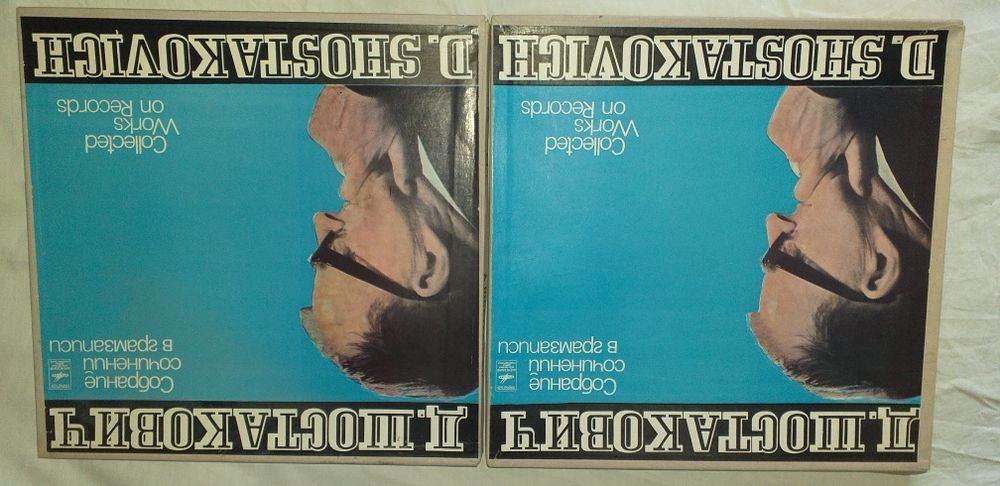 Д. ШОСТАКОВИЧ
Собрание
сочинений
в грамзаписи
Collected
Works
on Records
D. SHOSTAKOVICH
Д. ШОСТАКОВИЧ
Собрание
сочинений
в грамзаписи
Collected
Works
on Records
D. SHOSTAKOVICH